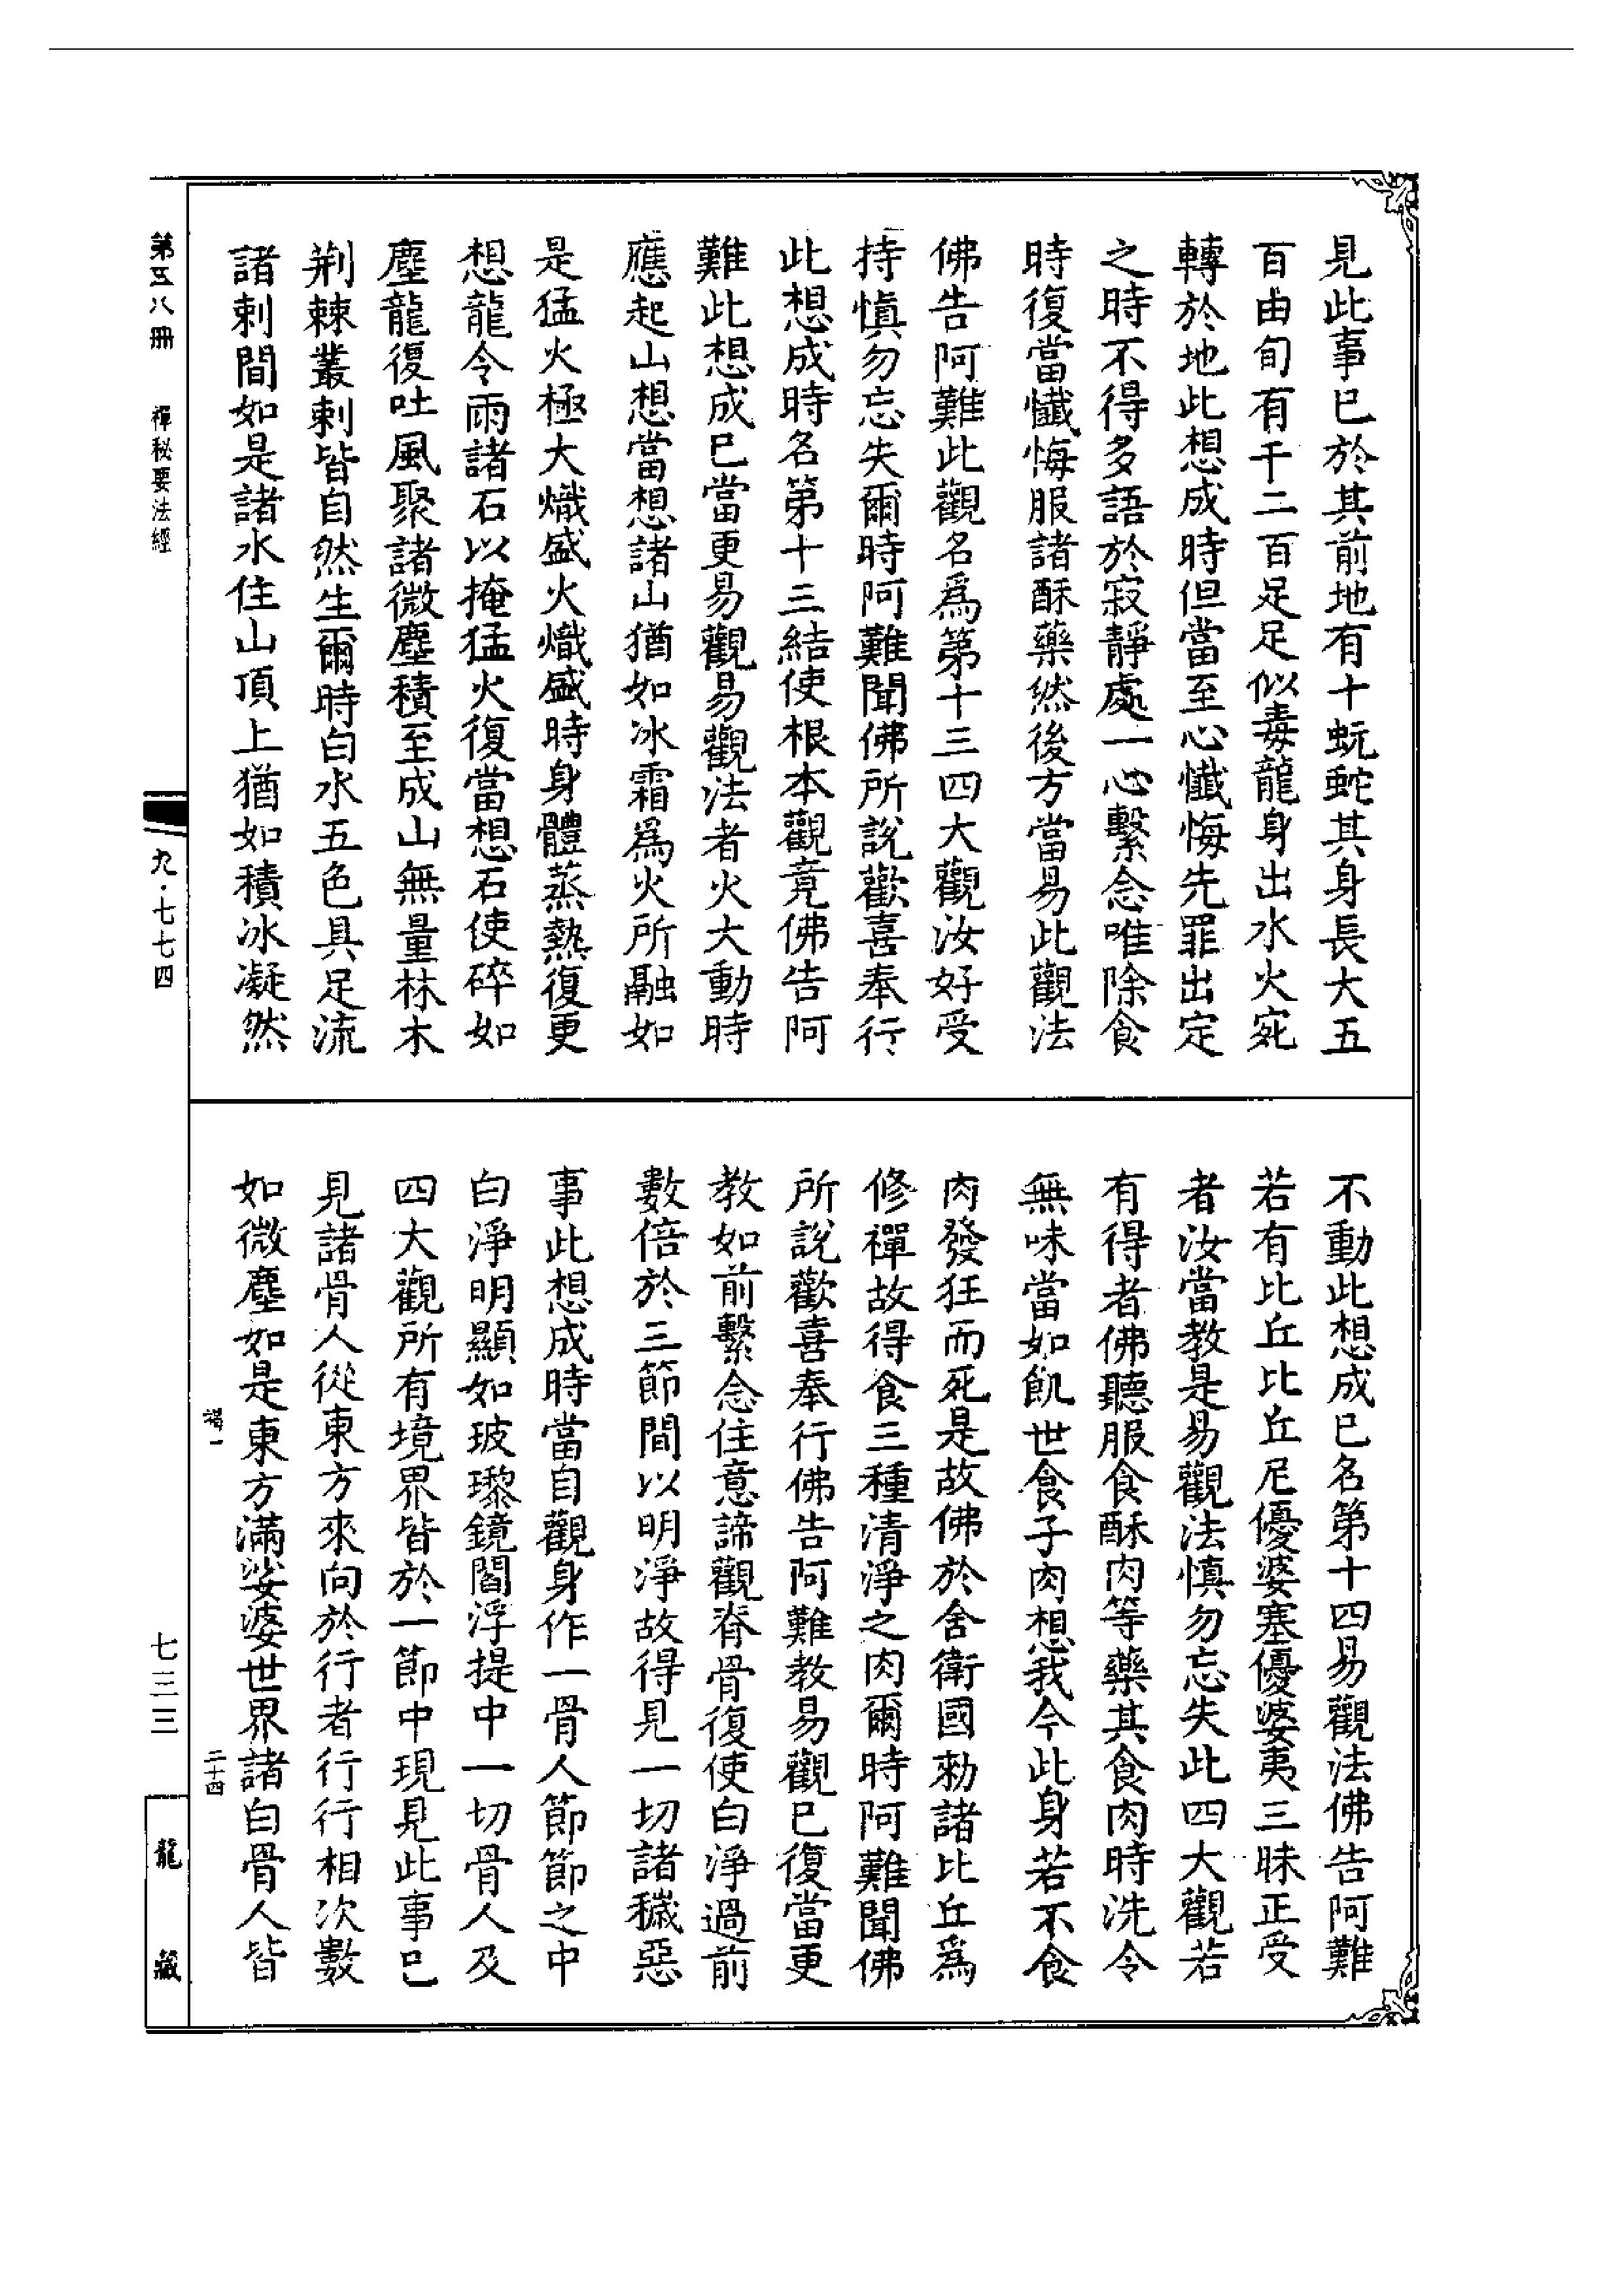 見此事已於其前地有十蚖蛇其身長大五
百由旬有千二百足足似毒龍身出水火宛
轉於地此想成時但當至心懺悔先罪出定
之時不得多語於寂靜處一心繫念唯除食
時復當懺悔服諸酥藥然後方當易此觀法
佛告阿難此觀名爲第十三四大觀汝好受
持慎勿忘失爾時阿難聞佛所說歡喜奉行
此想成時名第十三結使根本觀竟佛告阿
難此想成已當更易觀易觀法者火大動時
應起山想當想諸山猶如冰霜爲火所融如
是猛火極大熾盛火熾盛時身體蒸熱復更
想龍令雨諸石以掩猛火復當想石使碎如
塵龍復吐風聚諸微塵積至成山無量林木
荆棘叢剌皆自然生爾時白水五色具足流
諸剌間如是諸水住山頂上猶如積冰凝然
不動此想成已名第十四易觀法佛告阿難
若有比丘比丘尼優婆塞優婆夷三昧正受
者汝當教是易觀法慎勿忘失此四大觀若
有得者佛聽服食酥肉等藥其食肉時洗令
無味當如飢世食子肉想我今此身若不食
肉發狂而死是故佛於舍衛國勑諸比丘爲
修禪故得食三種清淨之肉爾時阿難聞佛
所說歡喜奉行佛告阿難教易觀已復當更
教如前繫念住意諦觀脊骨復使白淨過前
數倍於三節間以明淨故得見一切諸穢惡
事此想成時當自觀身作一骨人節節之中
白淨明顯如玻瓈鏡閻浮提中一切骨人及
四大觀所有境界皆於一節中現見此事已
見諸骨人從東方來向於行者行行相次數
如微塵如是東方滿娑婆世界諸白骨人皆
第五八冊
禪秘要法經
九·七七四
七三三
二十四
龍藏